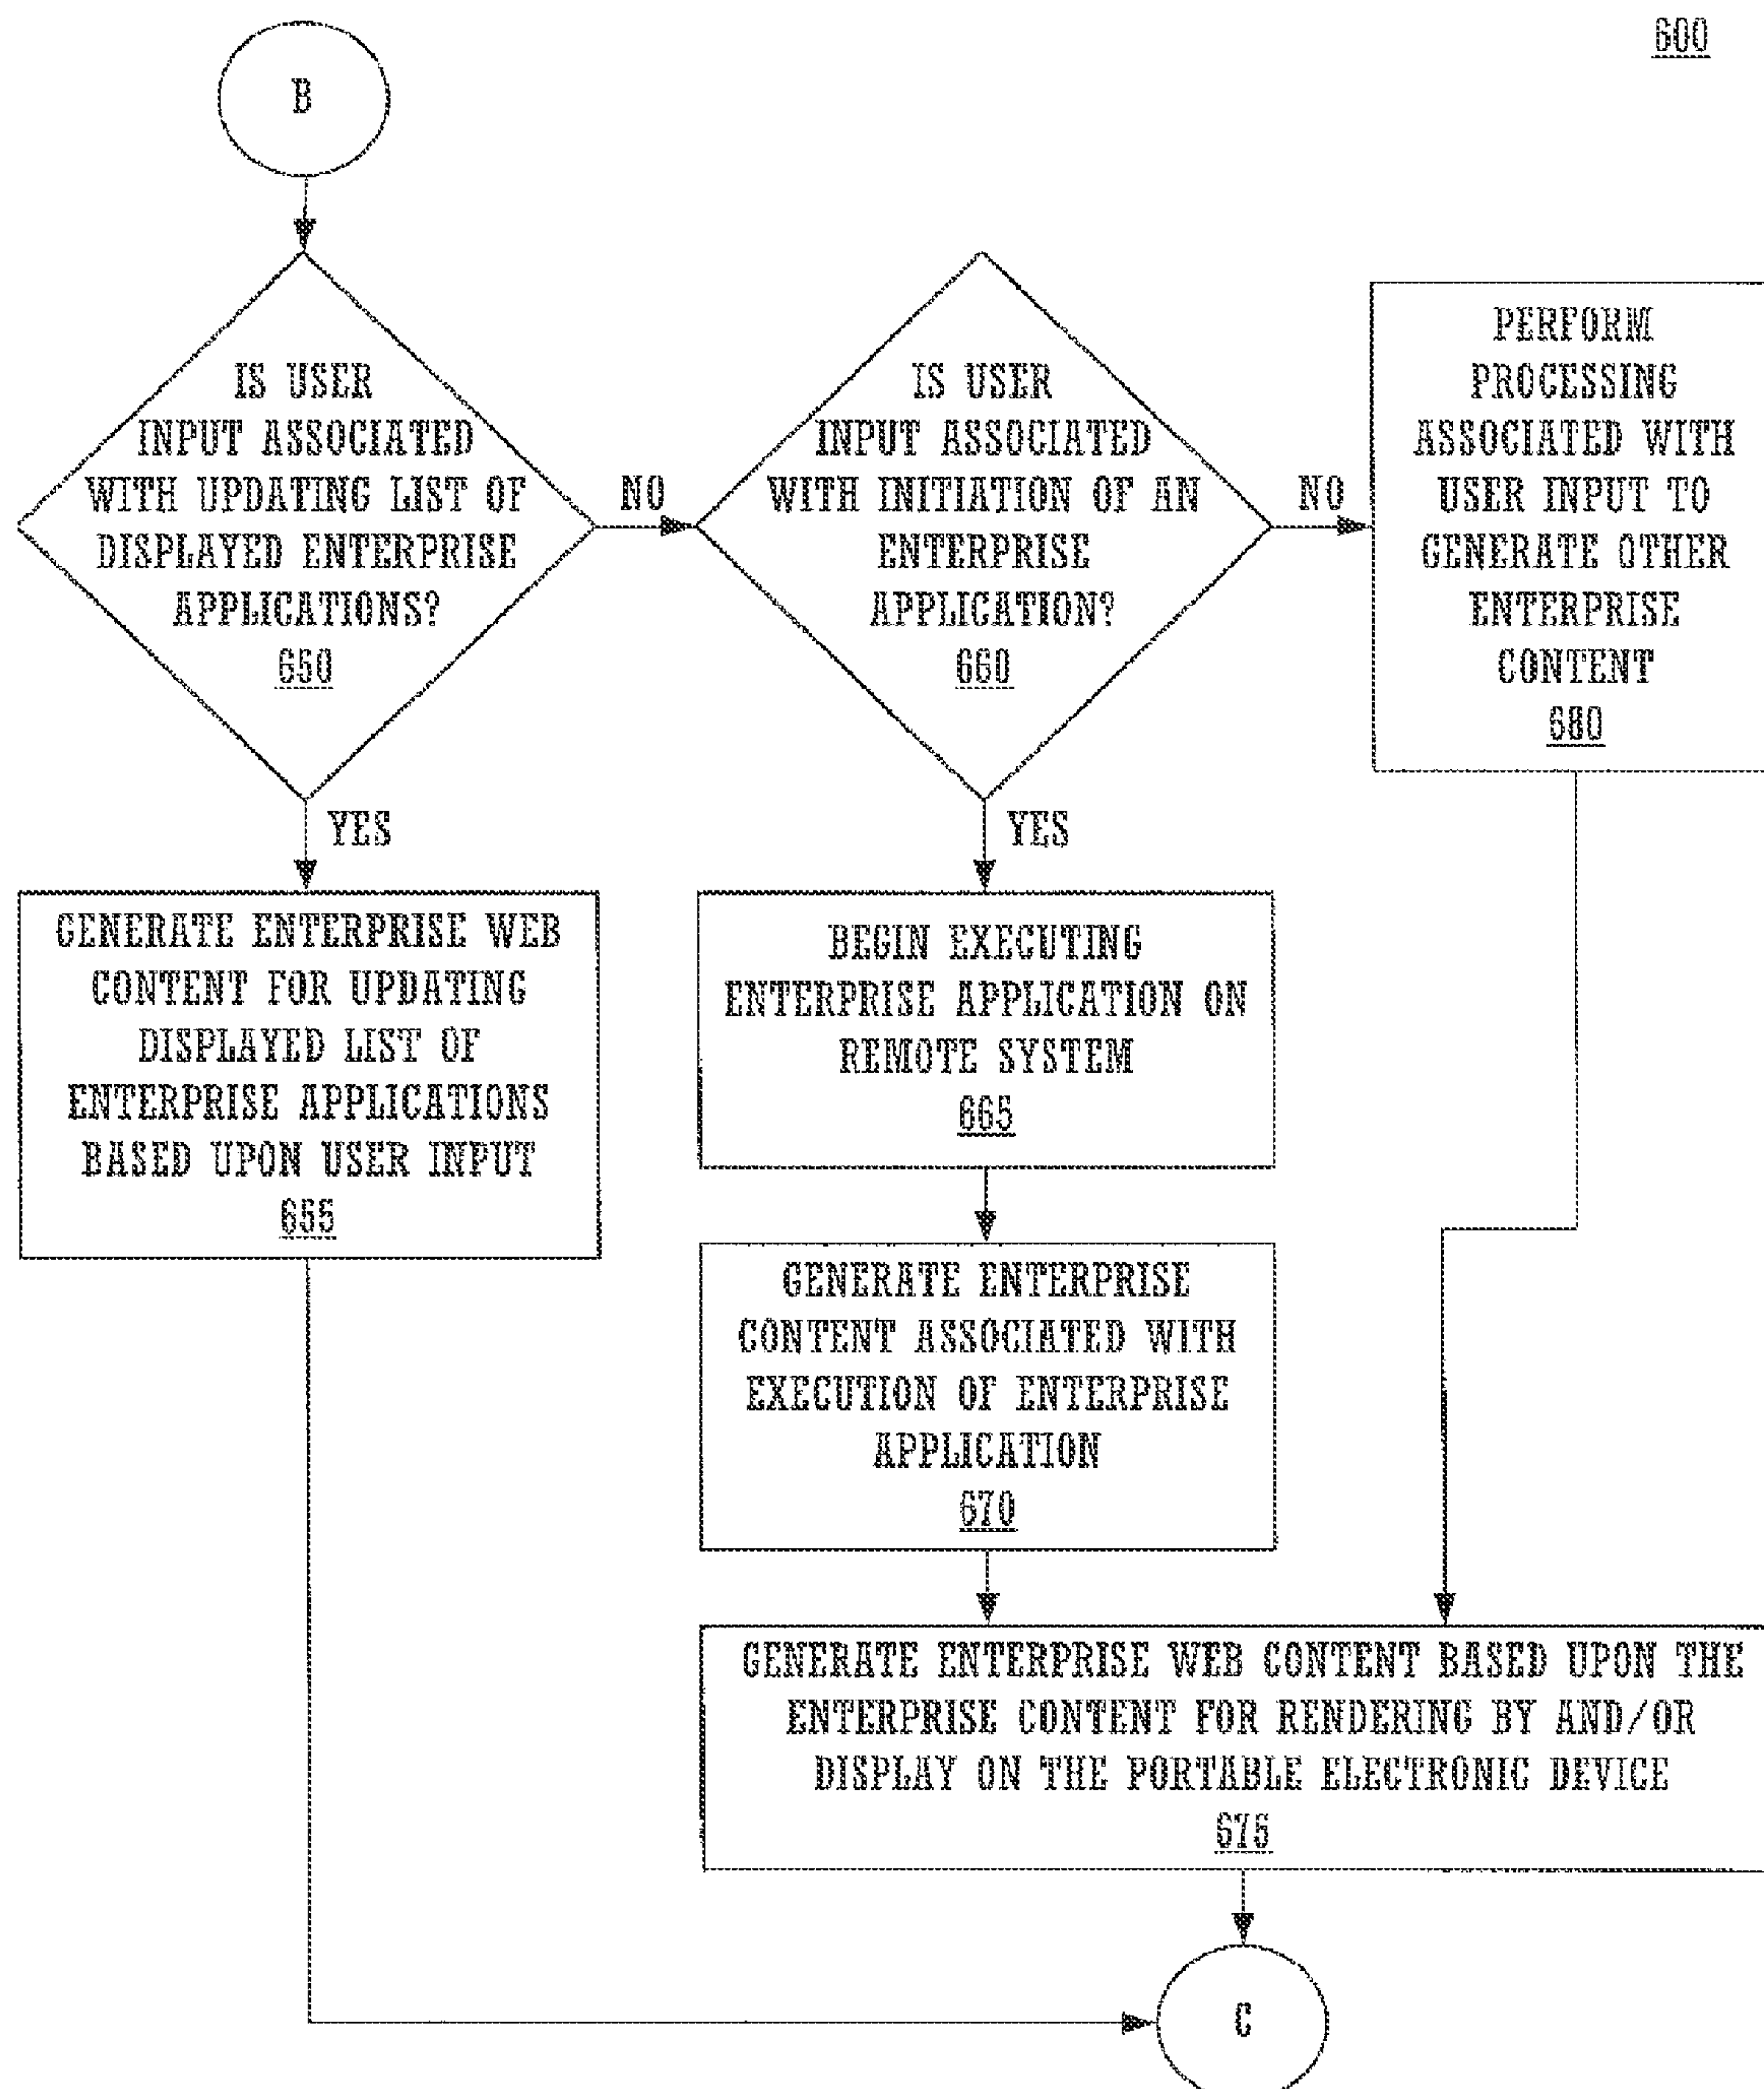 600
B
IS USER
INPUT ASSOCIATED
WITH UPDATING LIST OF
DISPLAYED ENTERPRISE
APPLICATIONS?
650
NO
YES
IS USER
INPUT ASSOCIATED
WITH INITIATION OF AN
ENTERPRISE
APPLICATION?
660
NO
YES
PERFORM
PROCESSING
ASSOCIATED WITH
USER INPUT TO
GENERATE OTHER
ENTERPRISE
CONTENT
680
GENERATE ENTERPRISE WEB
CONTENT FOR UPDATING
DISPLAYED LIST OF
ENTERPRISE APPLICATIONS
BASED UPON USER INPUT
655
BEGIN EXECUTING
ENTERPRISE APPLICATION ON
REMOTE SYSTEM
665
GENERATE ENTERPRISE
CONTENT ASSOCIATED WITH
EXECUTION OF ENTERPRISE
APPLICATION
670
GENERATE ENTERPRISE WEB CONTENT BASED UPON THE
ENTERPRISE CONTENT FOR RENDERING BY AND/OR
DISPLAY ON THE PORTABLE ELECTRONIC DEVICE
675
C